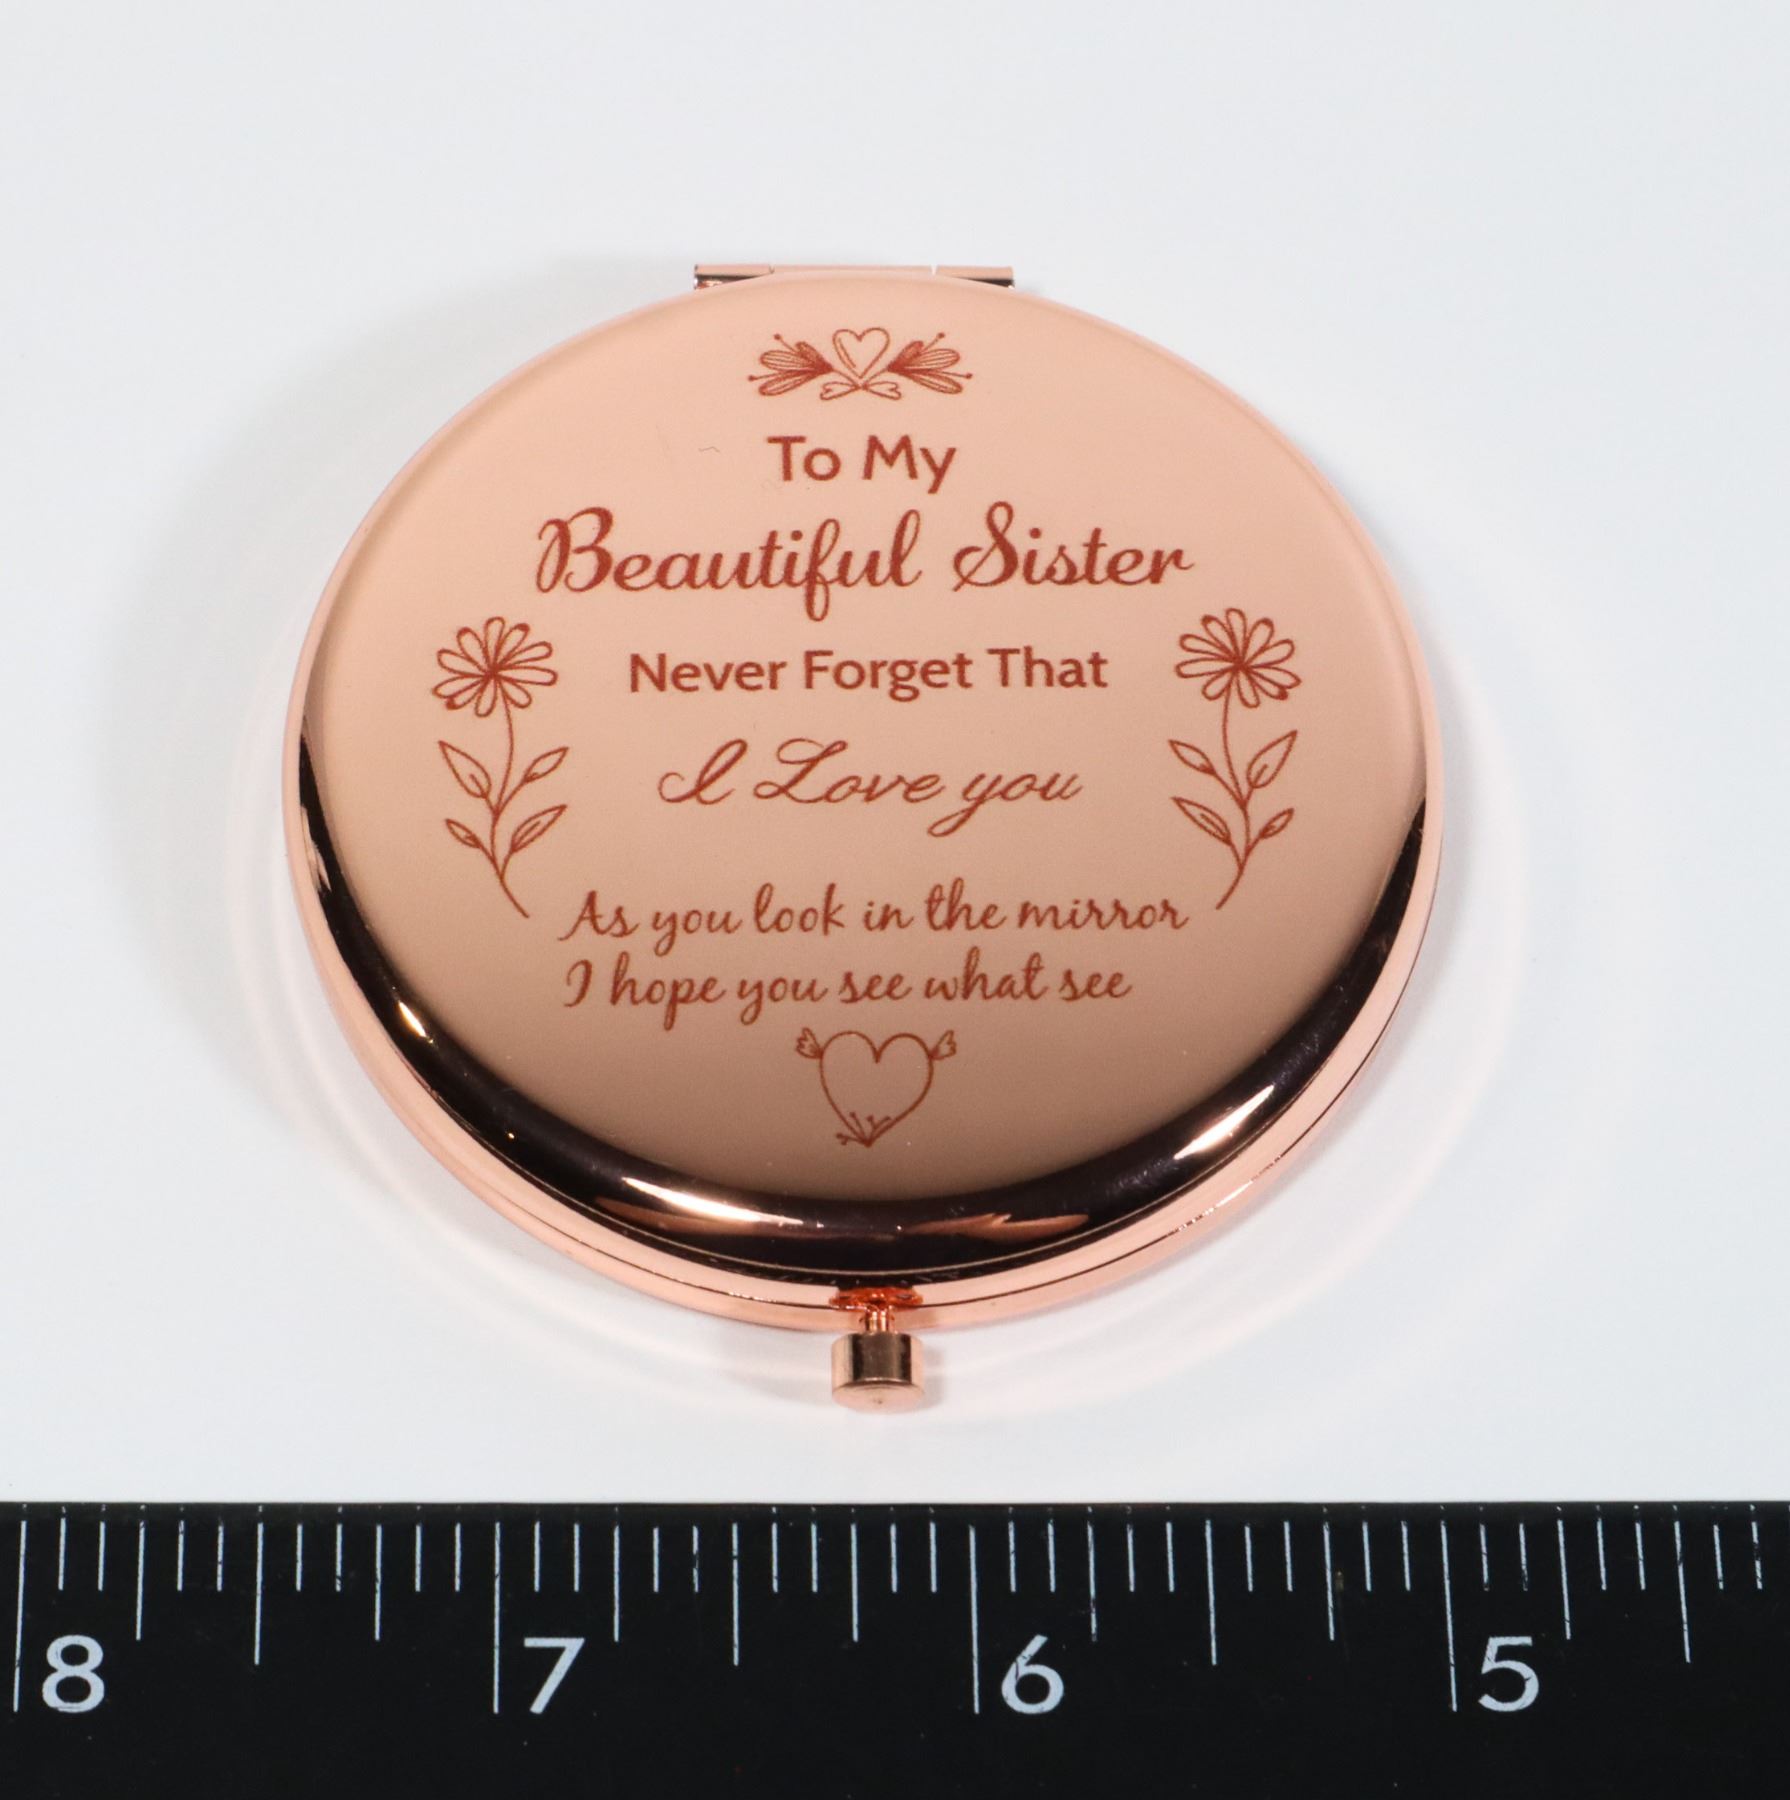 To My
Beautiful Sister
Never Forget That
I Love you
As you look in the mirror
I hope you see what see
8 7 6 5